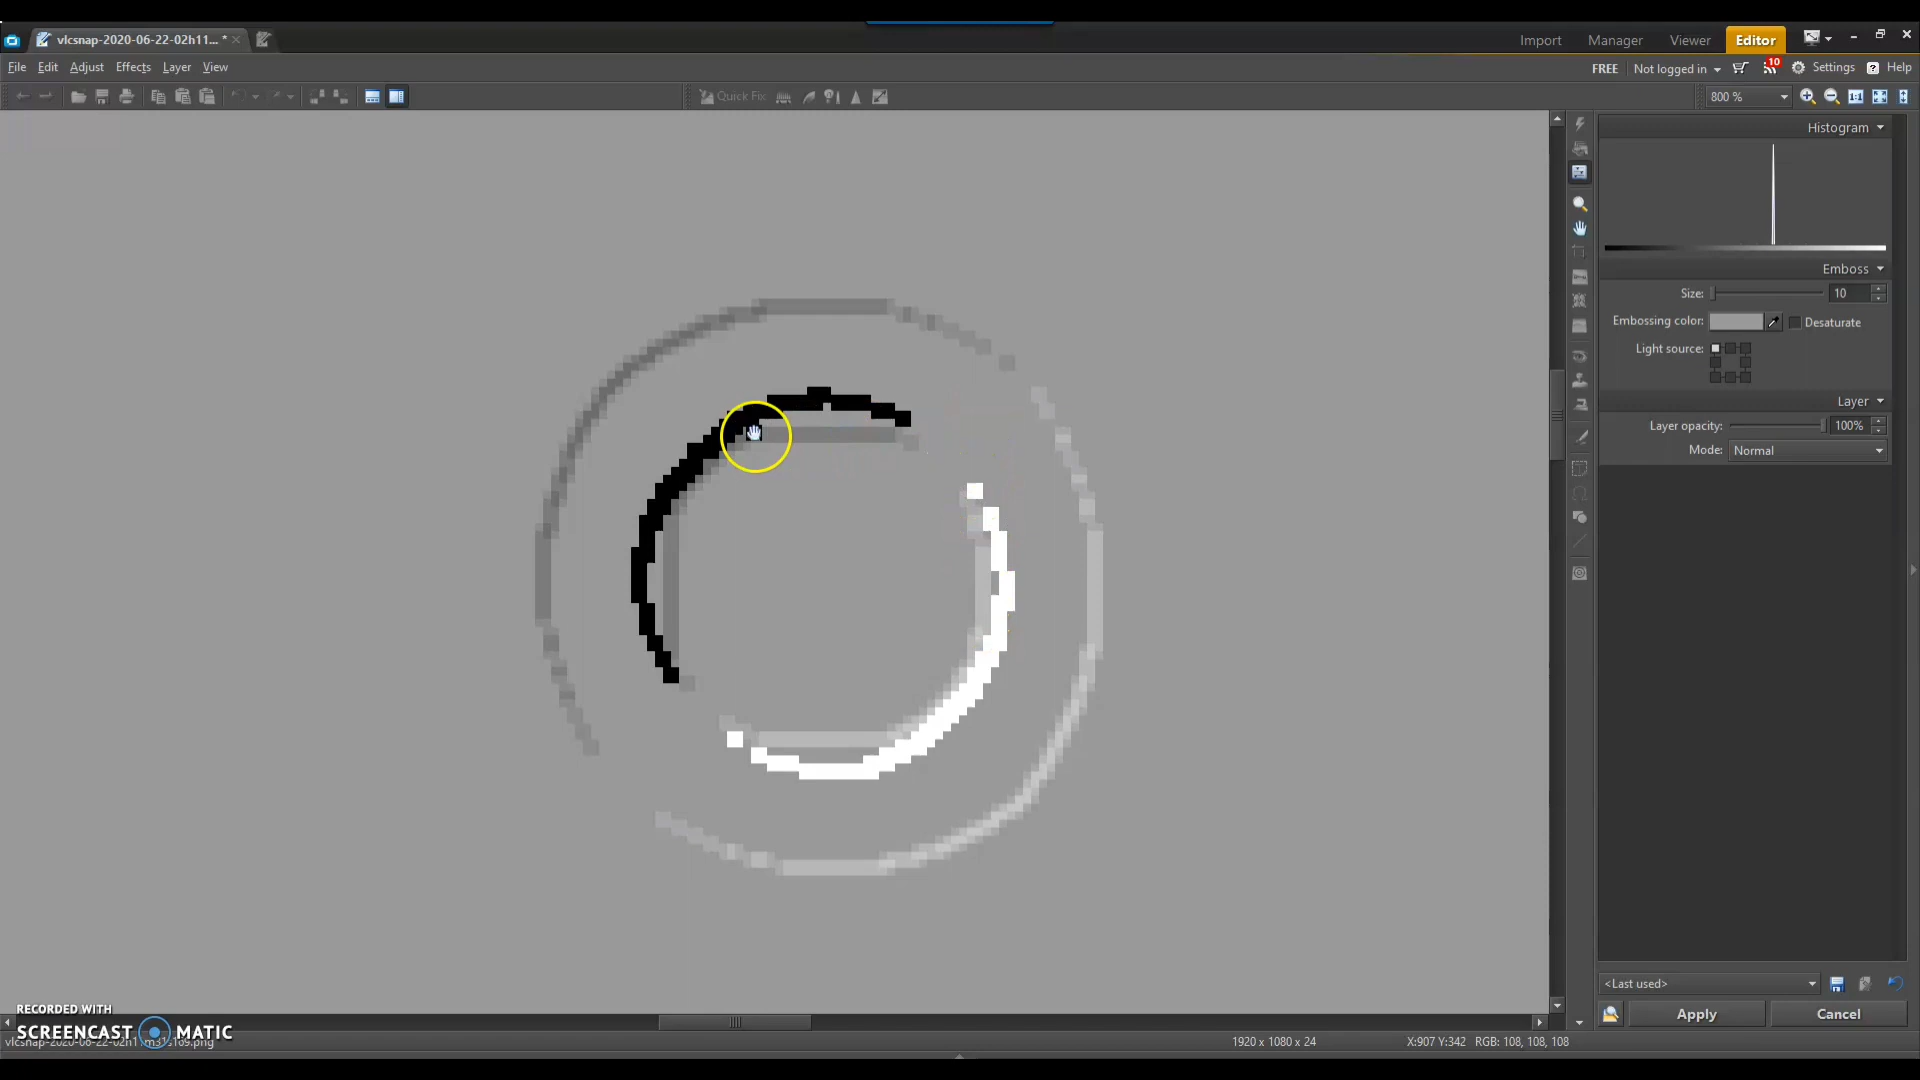 vlcsnap-2020-06-22-02h11... *
Import Manager Viewer Editor
File Edit Adjust Effects Layer View
FREE Not logged in 10 Settings Help
Quick Fix
800 %
Histogram
Emboss
Size: 10
Embossing color: Desaturate
Light source:
Layer
Layer opacity: 100%
Mode: Normal
<Last used>
Apply Cancel
RECORDED WITH
SCREENCAST MATIC
1920 x 1080 x 24 X:907 Y:342 RGB: 108, 108, 108